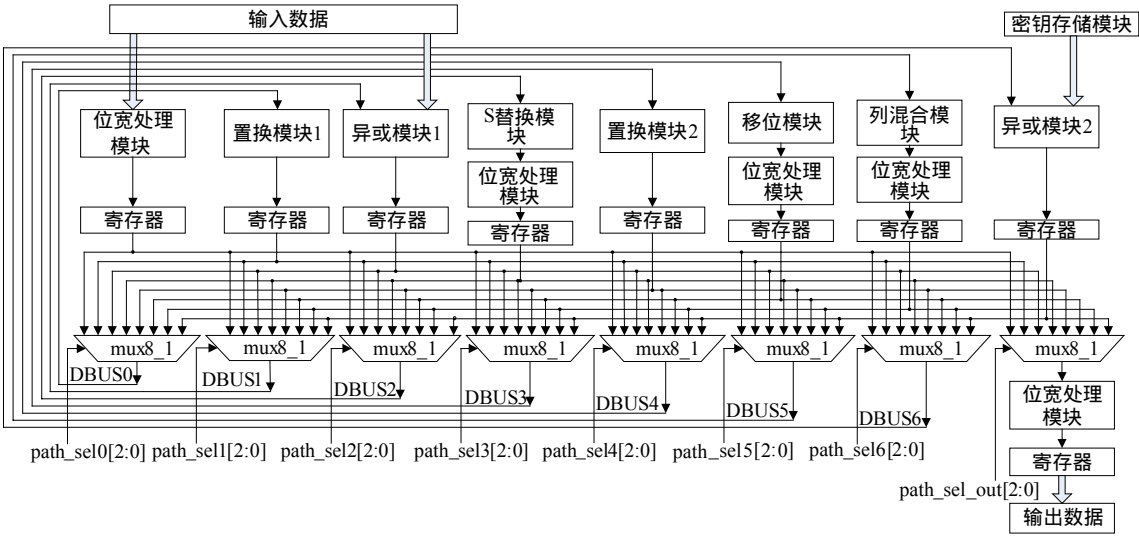 输入数据
密钥存储模块
位宽处理
模块
置换模块1
异或模块1
S替换模
块
置换模块2
移位模块
列混合模
块
异或模块2
位宽处理
模块
位宽处理
模块
位宽处理
模块
寄存器
寄存器
寄存器
寄存器
寄存器
寄存器
寄存器
寄存器
mux8_1
mux8_1
mux8_1
mux8_1
mux8_1
mux8_1
mux8_1
mux8_1
DBUS0
DBUS1
DBUS2
DBUS3
DBUS4
DBUS5
DBUS6
位宽处理
模块
path_sel0[2:0]
path_sel1[2:0]
path_sel2[2:0]
path_sel3[2:0]
path_sel4[2:0]
path_sel5[2:0]
path_sel6[2:0]
寄存器
path_sel_out[2:0]
输出数据